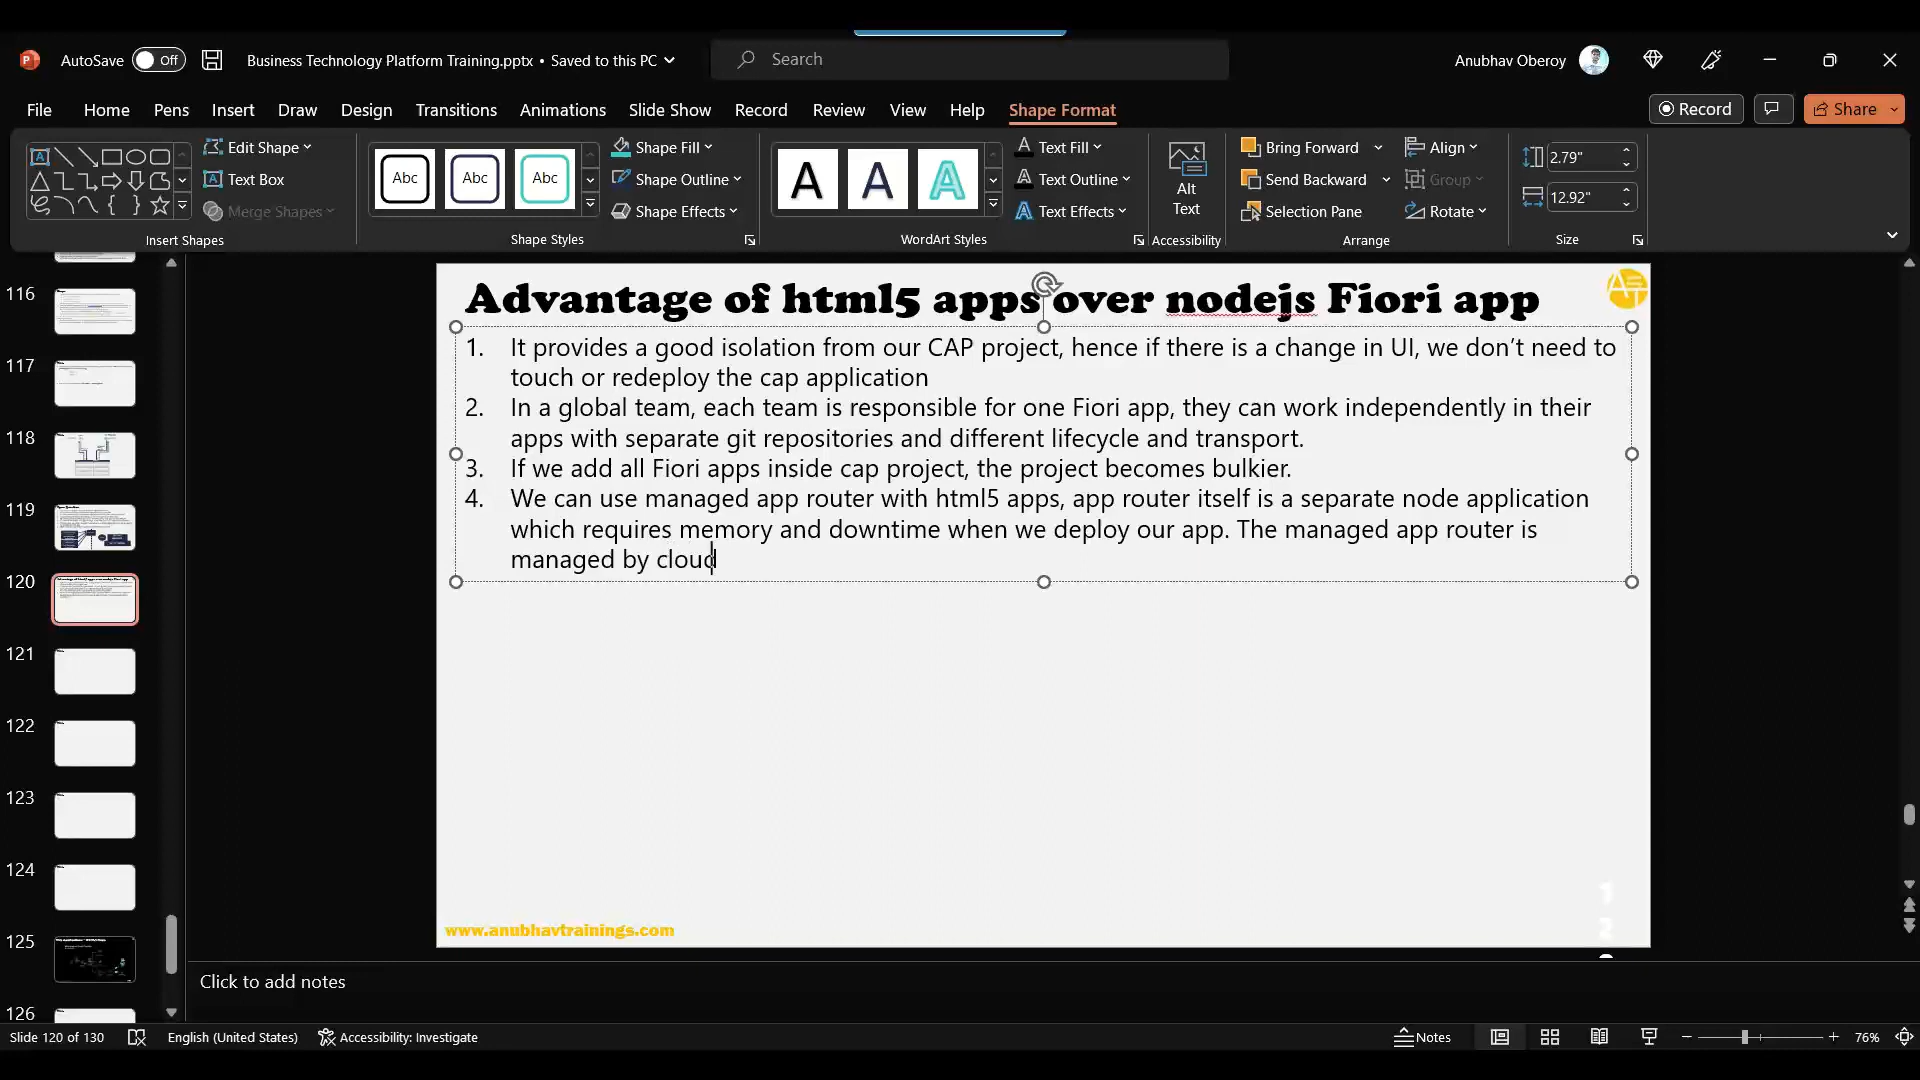 AutoSave Off Business Technology Platform Training.pptx • Saved to this PC Search Anubhav Oberoy
File Home Pens Insert Draw Design Transitions Animations Slide Show Record Review View Help Shape Format Record Share
Edit Shape
Text Box
Merge Shapes
Insert Shapes
Abc Abc Abc
Shape Fill
Shape Outline
Shape Effects
Shape Styles
A A A
Text Fill
Text Outline
Text Effects
WordArt Styles
Alt
Text
Accessibility
Bring Forward
Send Backward
Selection Pane
Align
Group
Rotate
Arrange
2.79"
12.92"
Size
116
117
118
119
120
121
122
123
124
125
126
Advantage of html5 apps over nodejs Fiori app
1. It provides a good isolation from our CAP project, hence if there is a change in UI, we don’t need to
touch or redeploy the cap application
2. In a global team, each team is responsible for one Fiori app, they can work independently in their
apps with separate git repositories and different lifecycle and transport.
3. If we add all Fiori apps inside cap project, the project becomes bulkier.
4. We can use managed app router with html5 apps, app router itself is a separate node application
which requires memory and downtime when we deploy our app. The managed app router is
managed by cloud
www.anubhavtrainings.com
1
2
Click to add notes
Slide 120 of 130 English (United States) Accessibility: Investigate Notes 76%